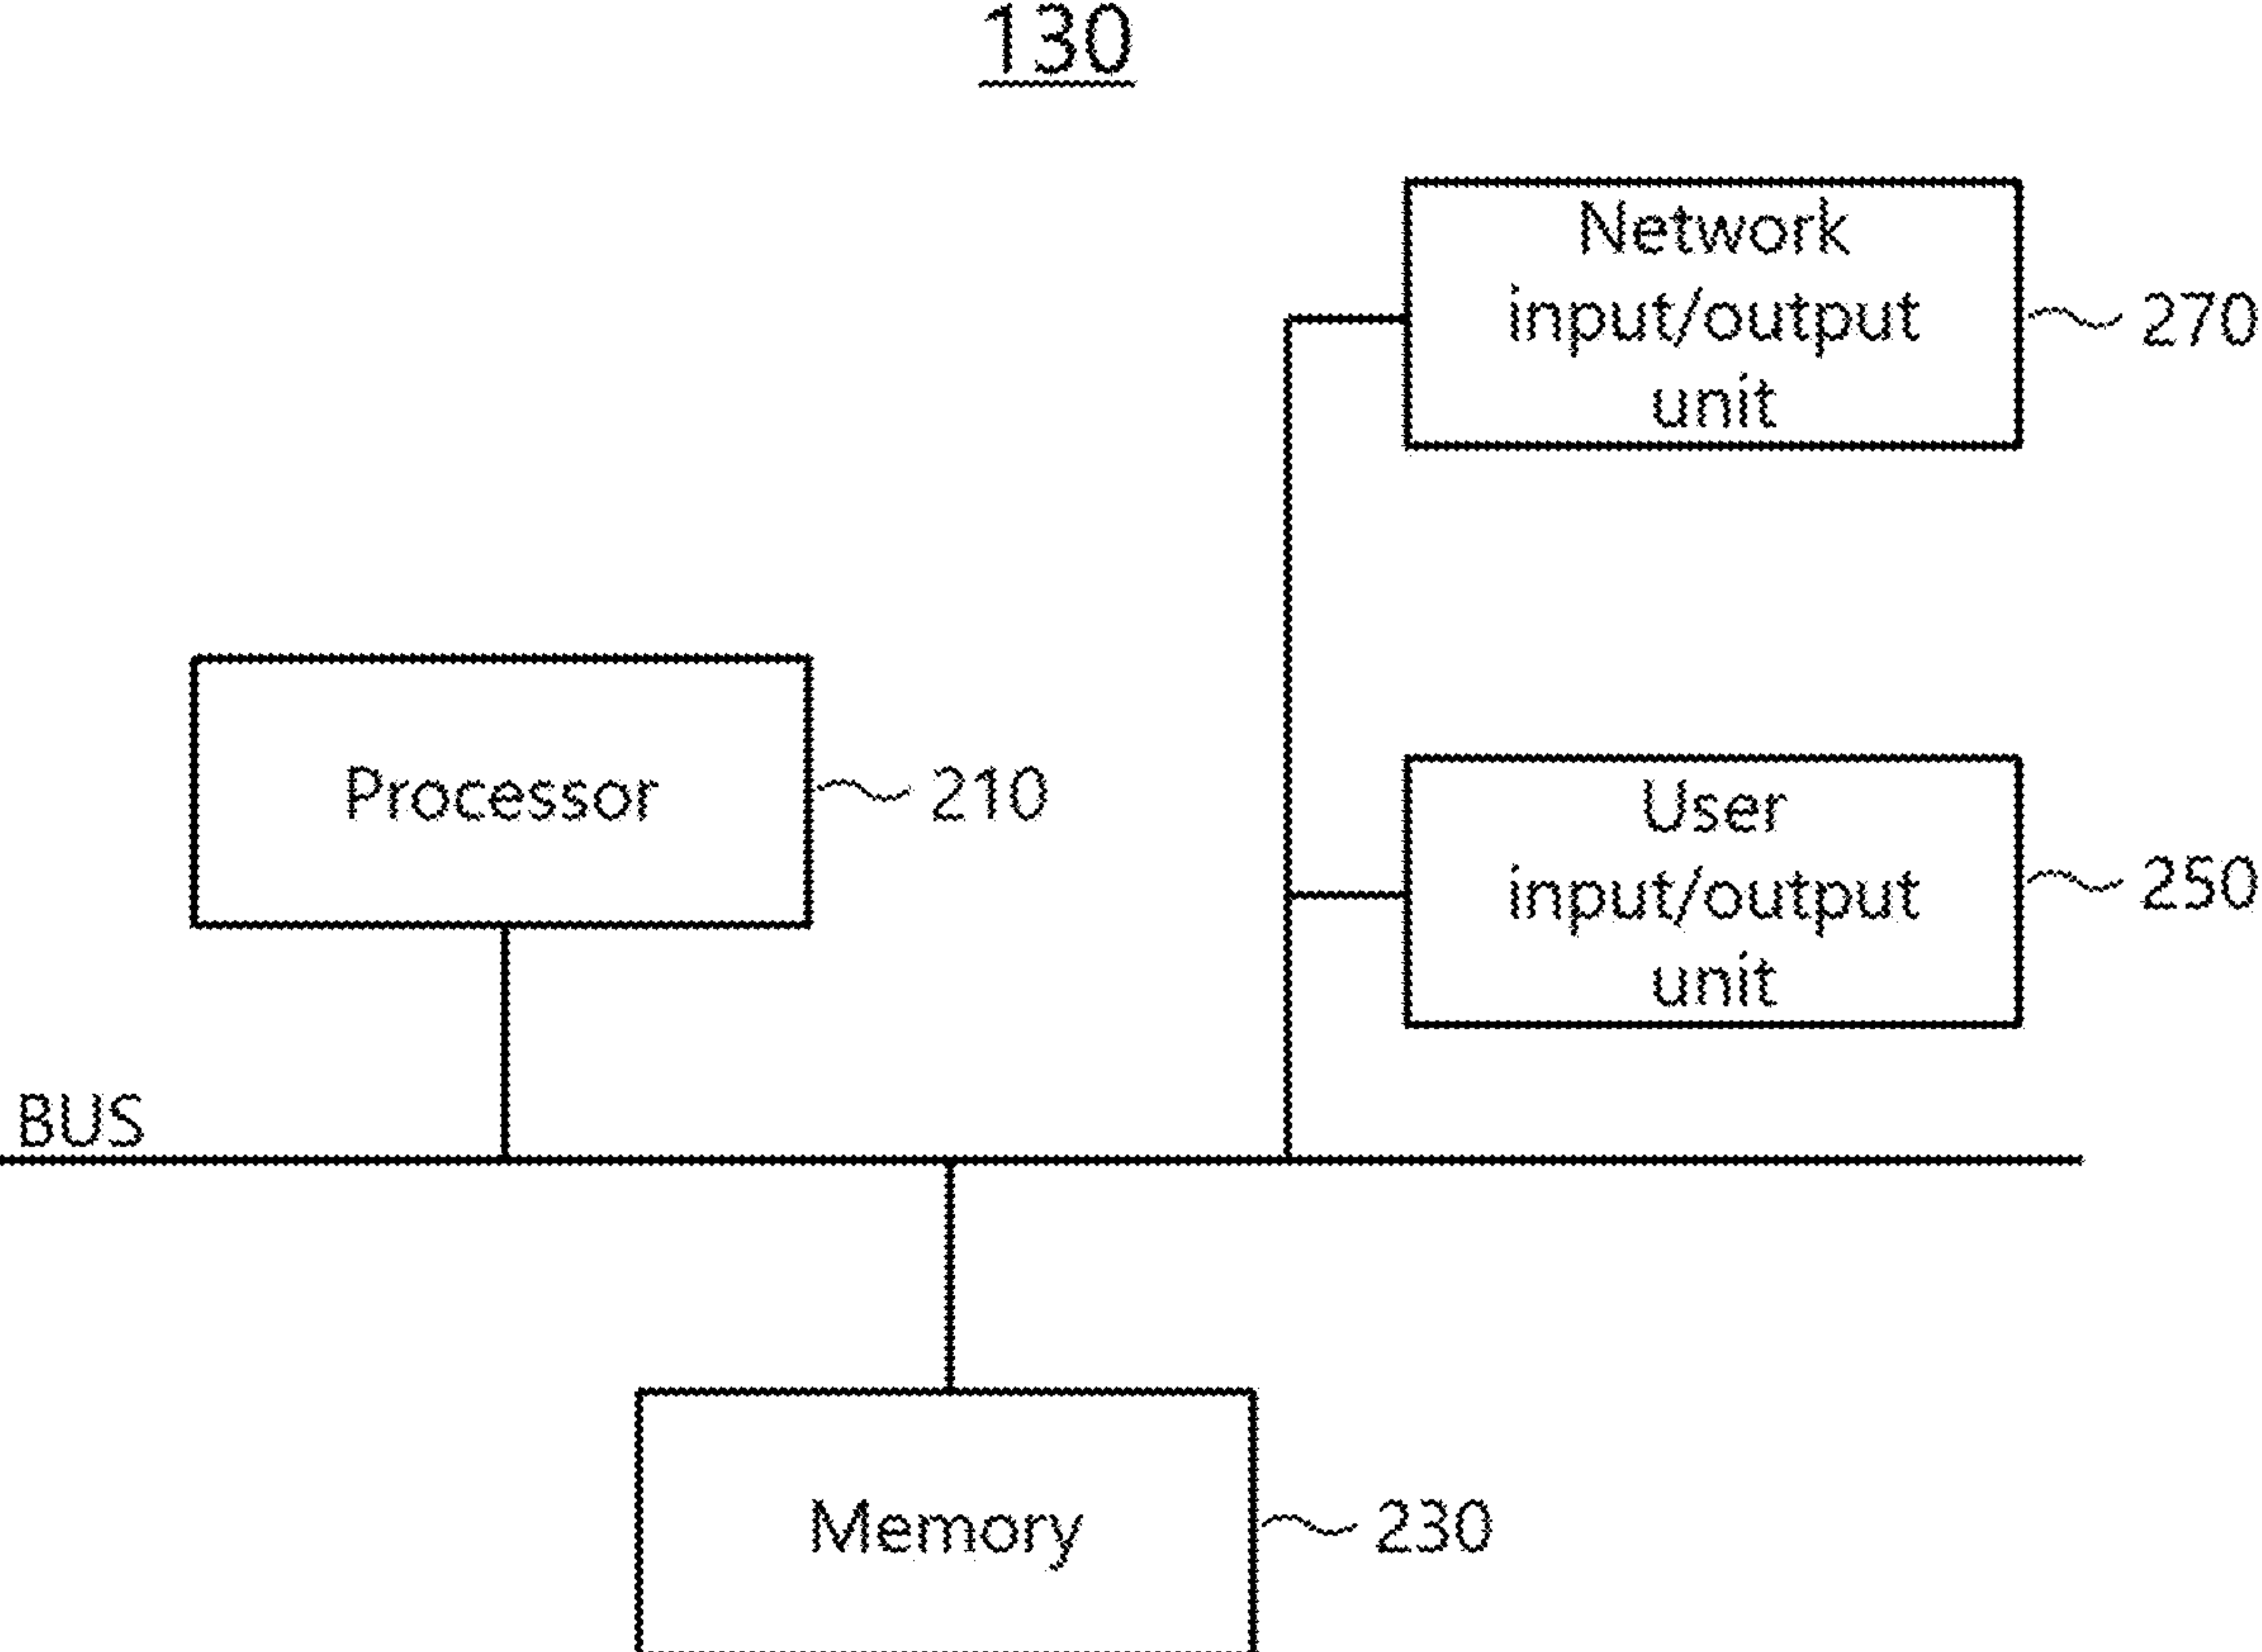 130
Network
input/output
unit
270
Processor
210
User
input/output
unit
250
BUS
Memory
230